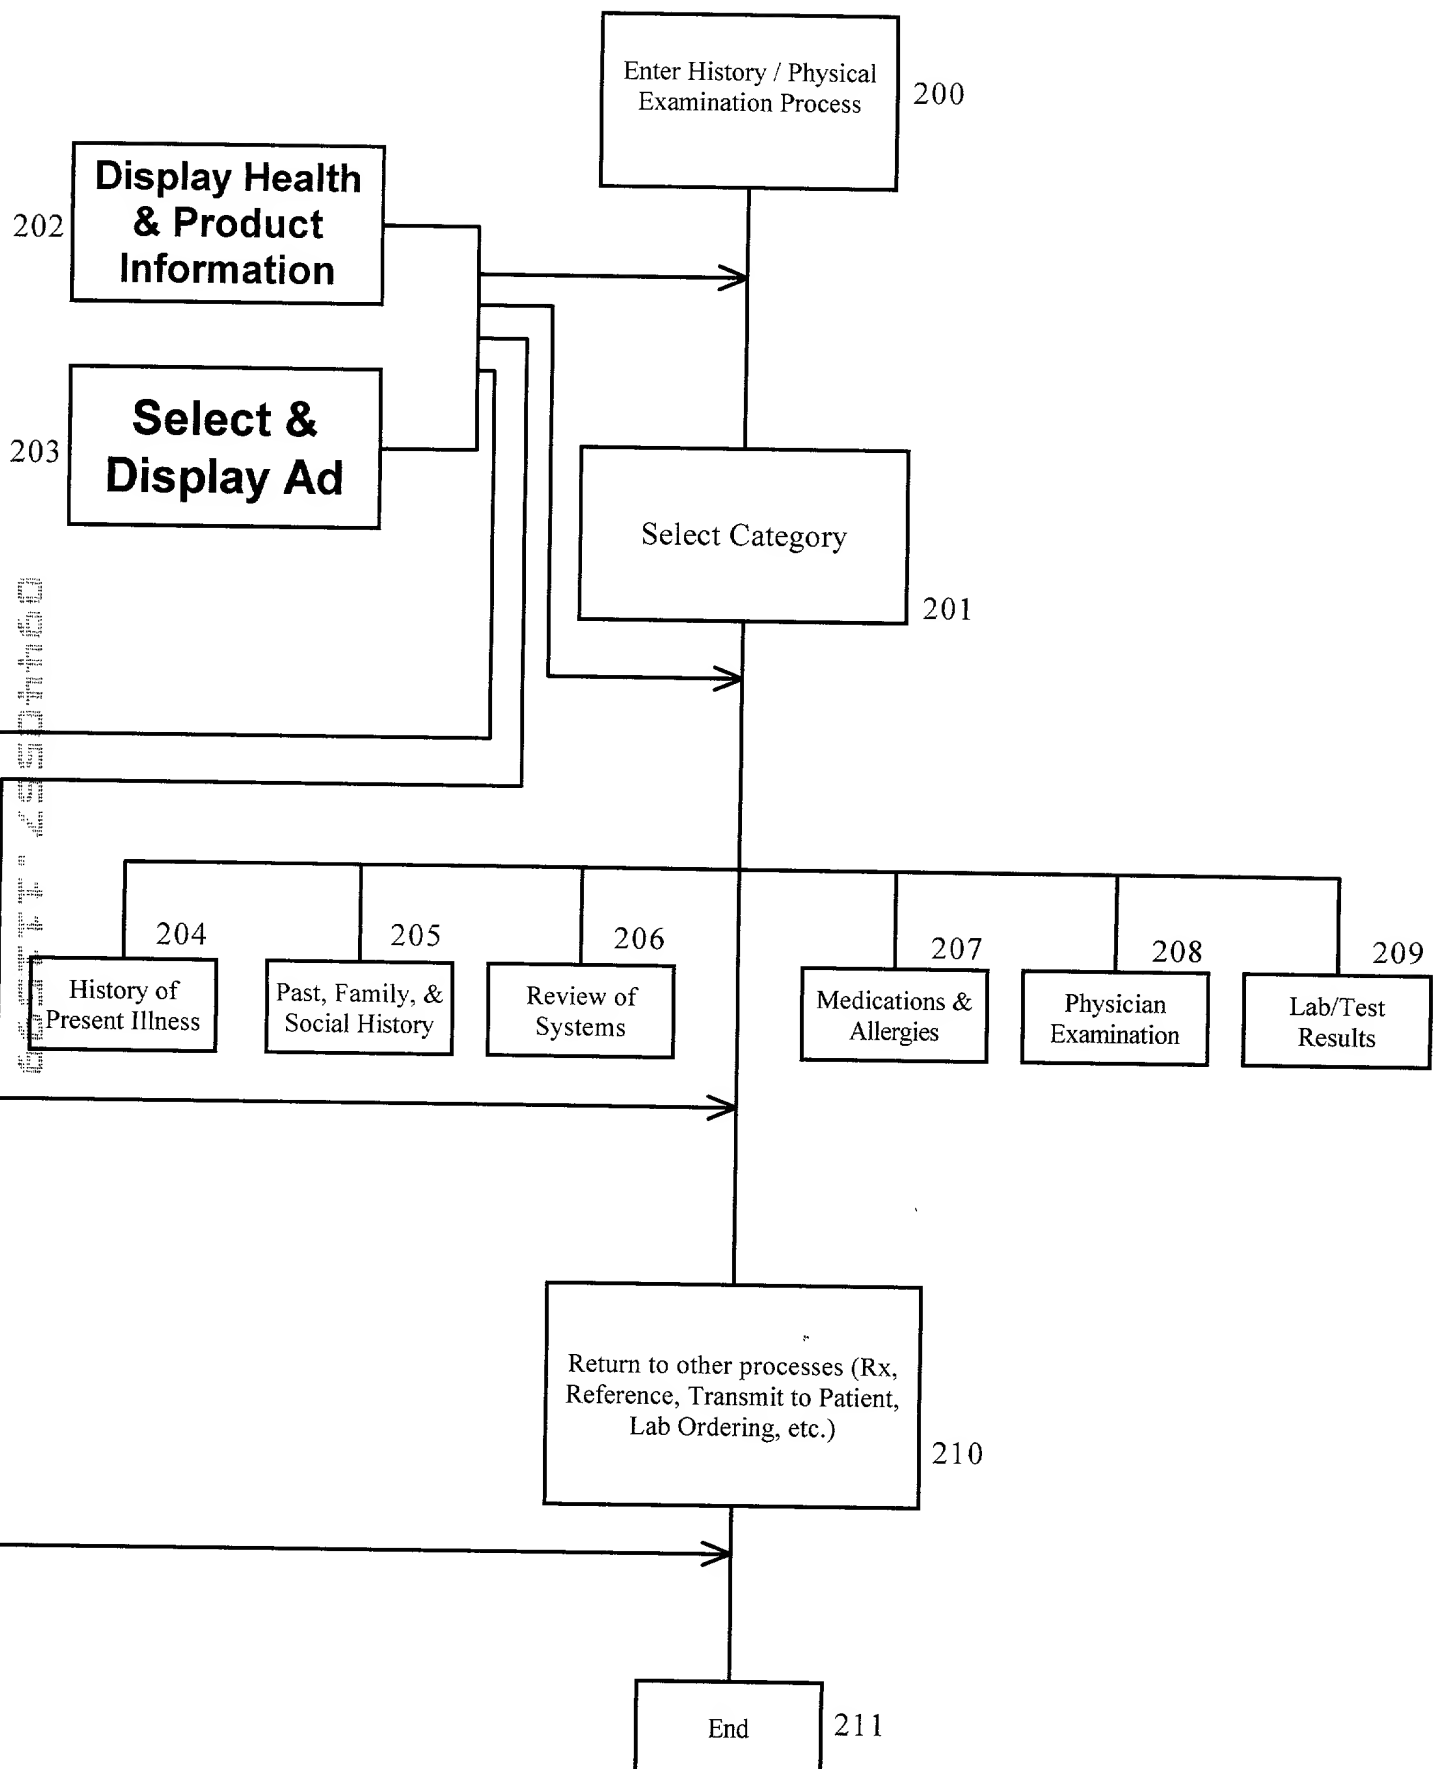 Enter History / Physical
Examination Process
200
Display Health
& Product
Information
202
Select &
Display Ad
203
Select Category
201
204
History of
Present Illness
205
Past, Family, &
Social History
206
Review of
Systems
207
Medications &
Allergies
208
Physician
Examination
209
Lab/Test
Results
Return to other processes (Rx,
Reference, Transmit to Patient,
Lab Ordering, etc.)
210
End
211